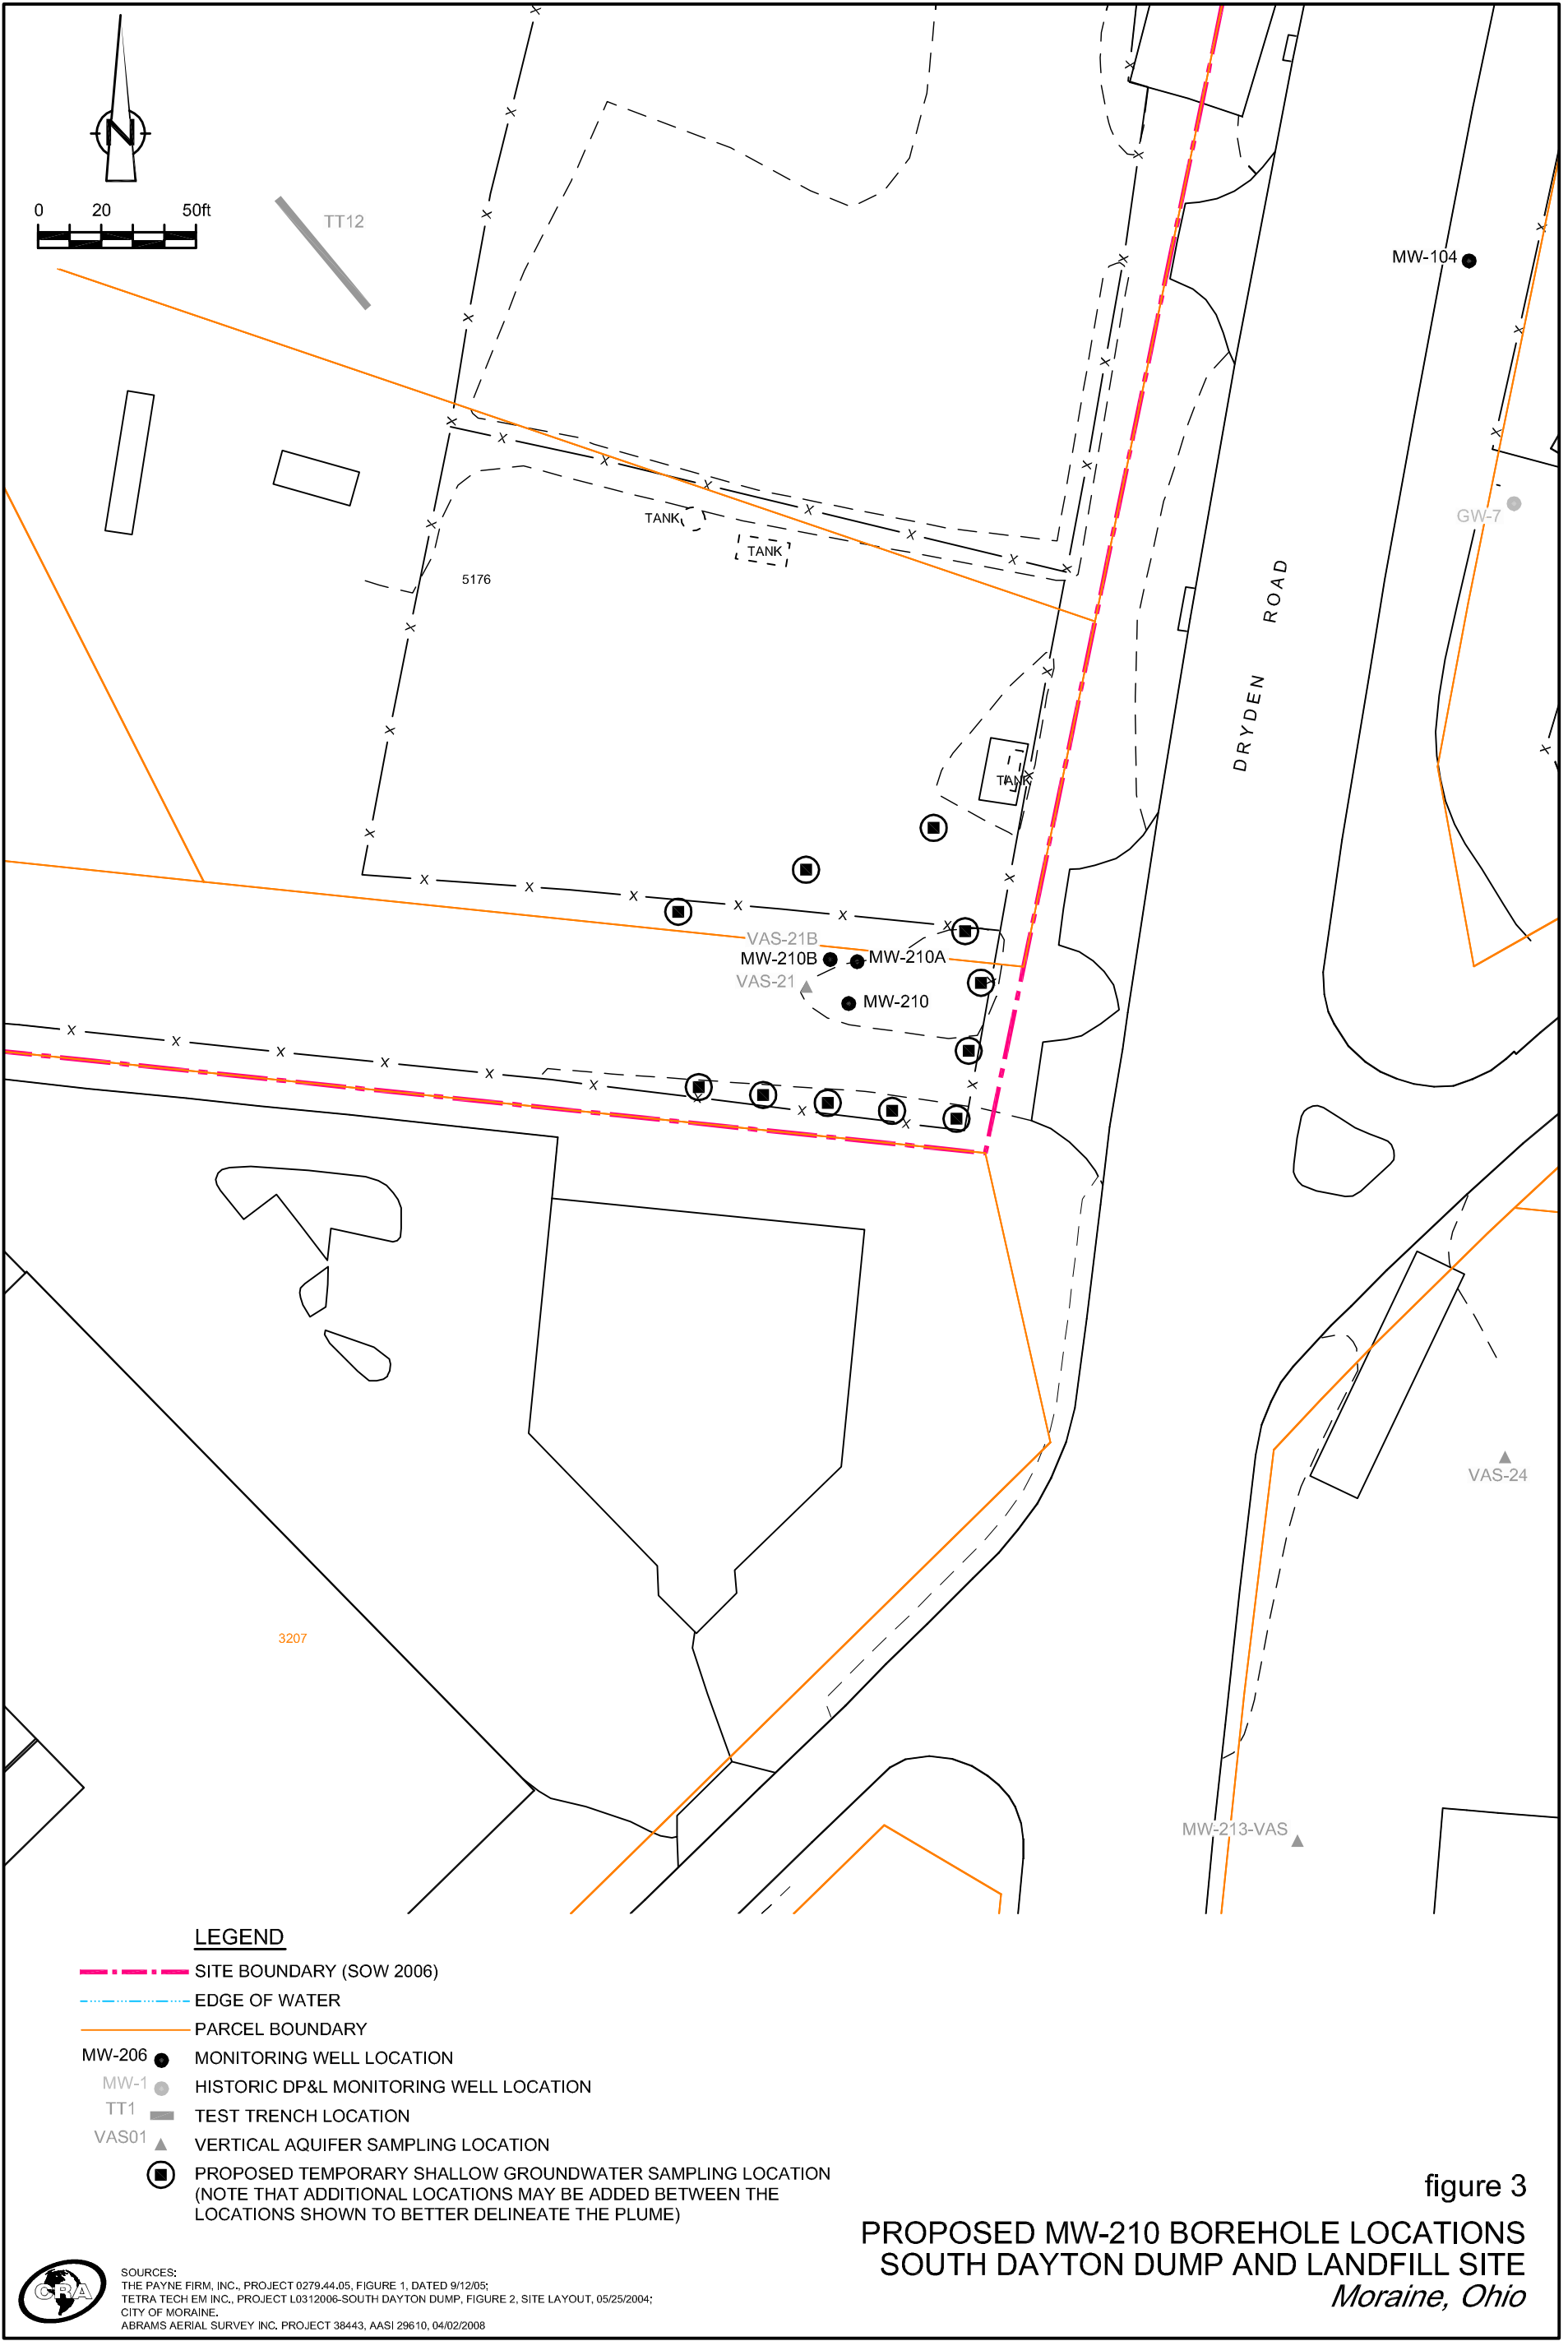 N
0 20 50ft
TT12
MW-104
GW-7
TANK
TANK
5176
DRYDEN ROAD
TANK
VAS-21B
MW-210B
MW-210A
VAS-21
MW-210
VAS-24
3207
MW-213-VAS
LEGEND
SITE BOUNDARY (SOW 2006)
EDGE OF WATER
PARCEL BOUNDARY
MW-206 MONITORING WELL LOCATION
MW-1 HISTORIC DP&L MONITORING WELL LOCATION
TT1 TEST TRENCH LOCATION
VAS01 VERTICAL AQUIFER SAMPLING LOCATION
PROPOSED TEMPORARY SHALLOW GROUNDWATER SAMPLING LOCATION
(NOTE THAT ADDITIONAL LOCATIONS MAY BE ADDED BETWEEN THE
LOCATIONS SHOWN TO BETTER DELINEATE THE PLUME)
figure 3
PROPOSED MW-210 BOREHOLE LOCATIONS
SOUTH DAYTON DUMP AND LANDFILL SITE
Moraine, Ohio
CRA
SOURCES:
THE PAYNE FIRM, INC., PROJECT 0279.44.05, FIGURE 1, DATED 9/12/05;
TETRA TECH EM INC., PROJECT L0312006-SOUTH DAYTON DUMP, FIGURE 2, SITE LAYOUT, 05/25/2004;
CITY OF MORAINE.
ABRAMS AERIAL SURVEY INC. PROJECT 38443, AASI 29610, 04/02/2008